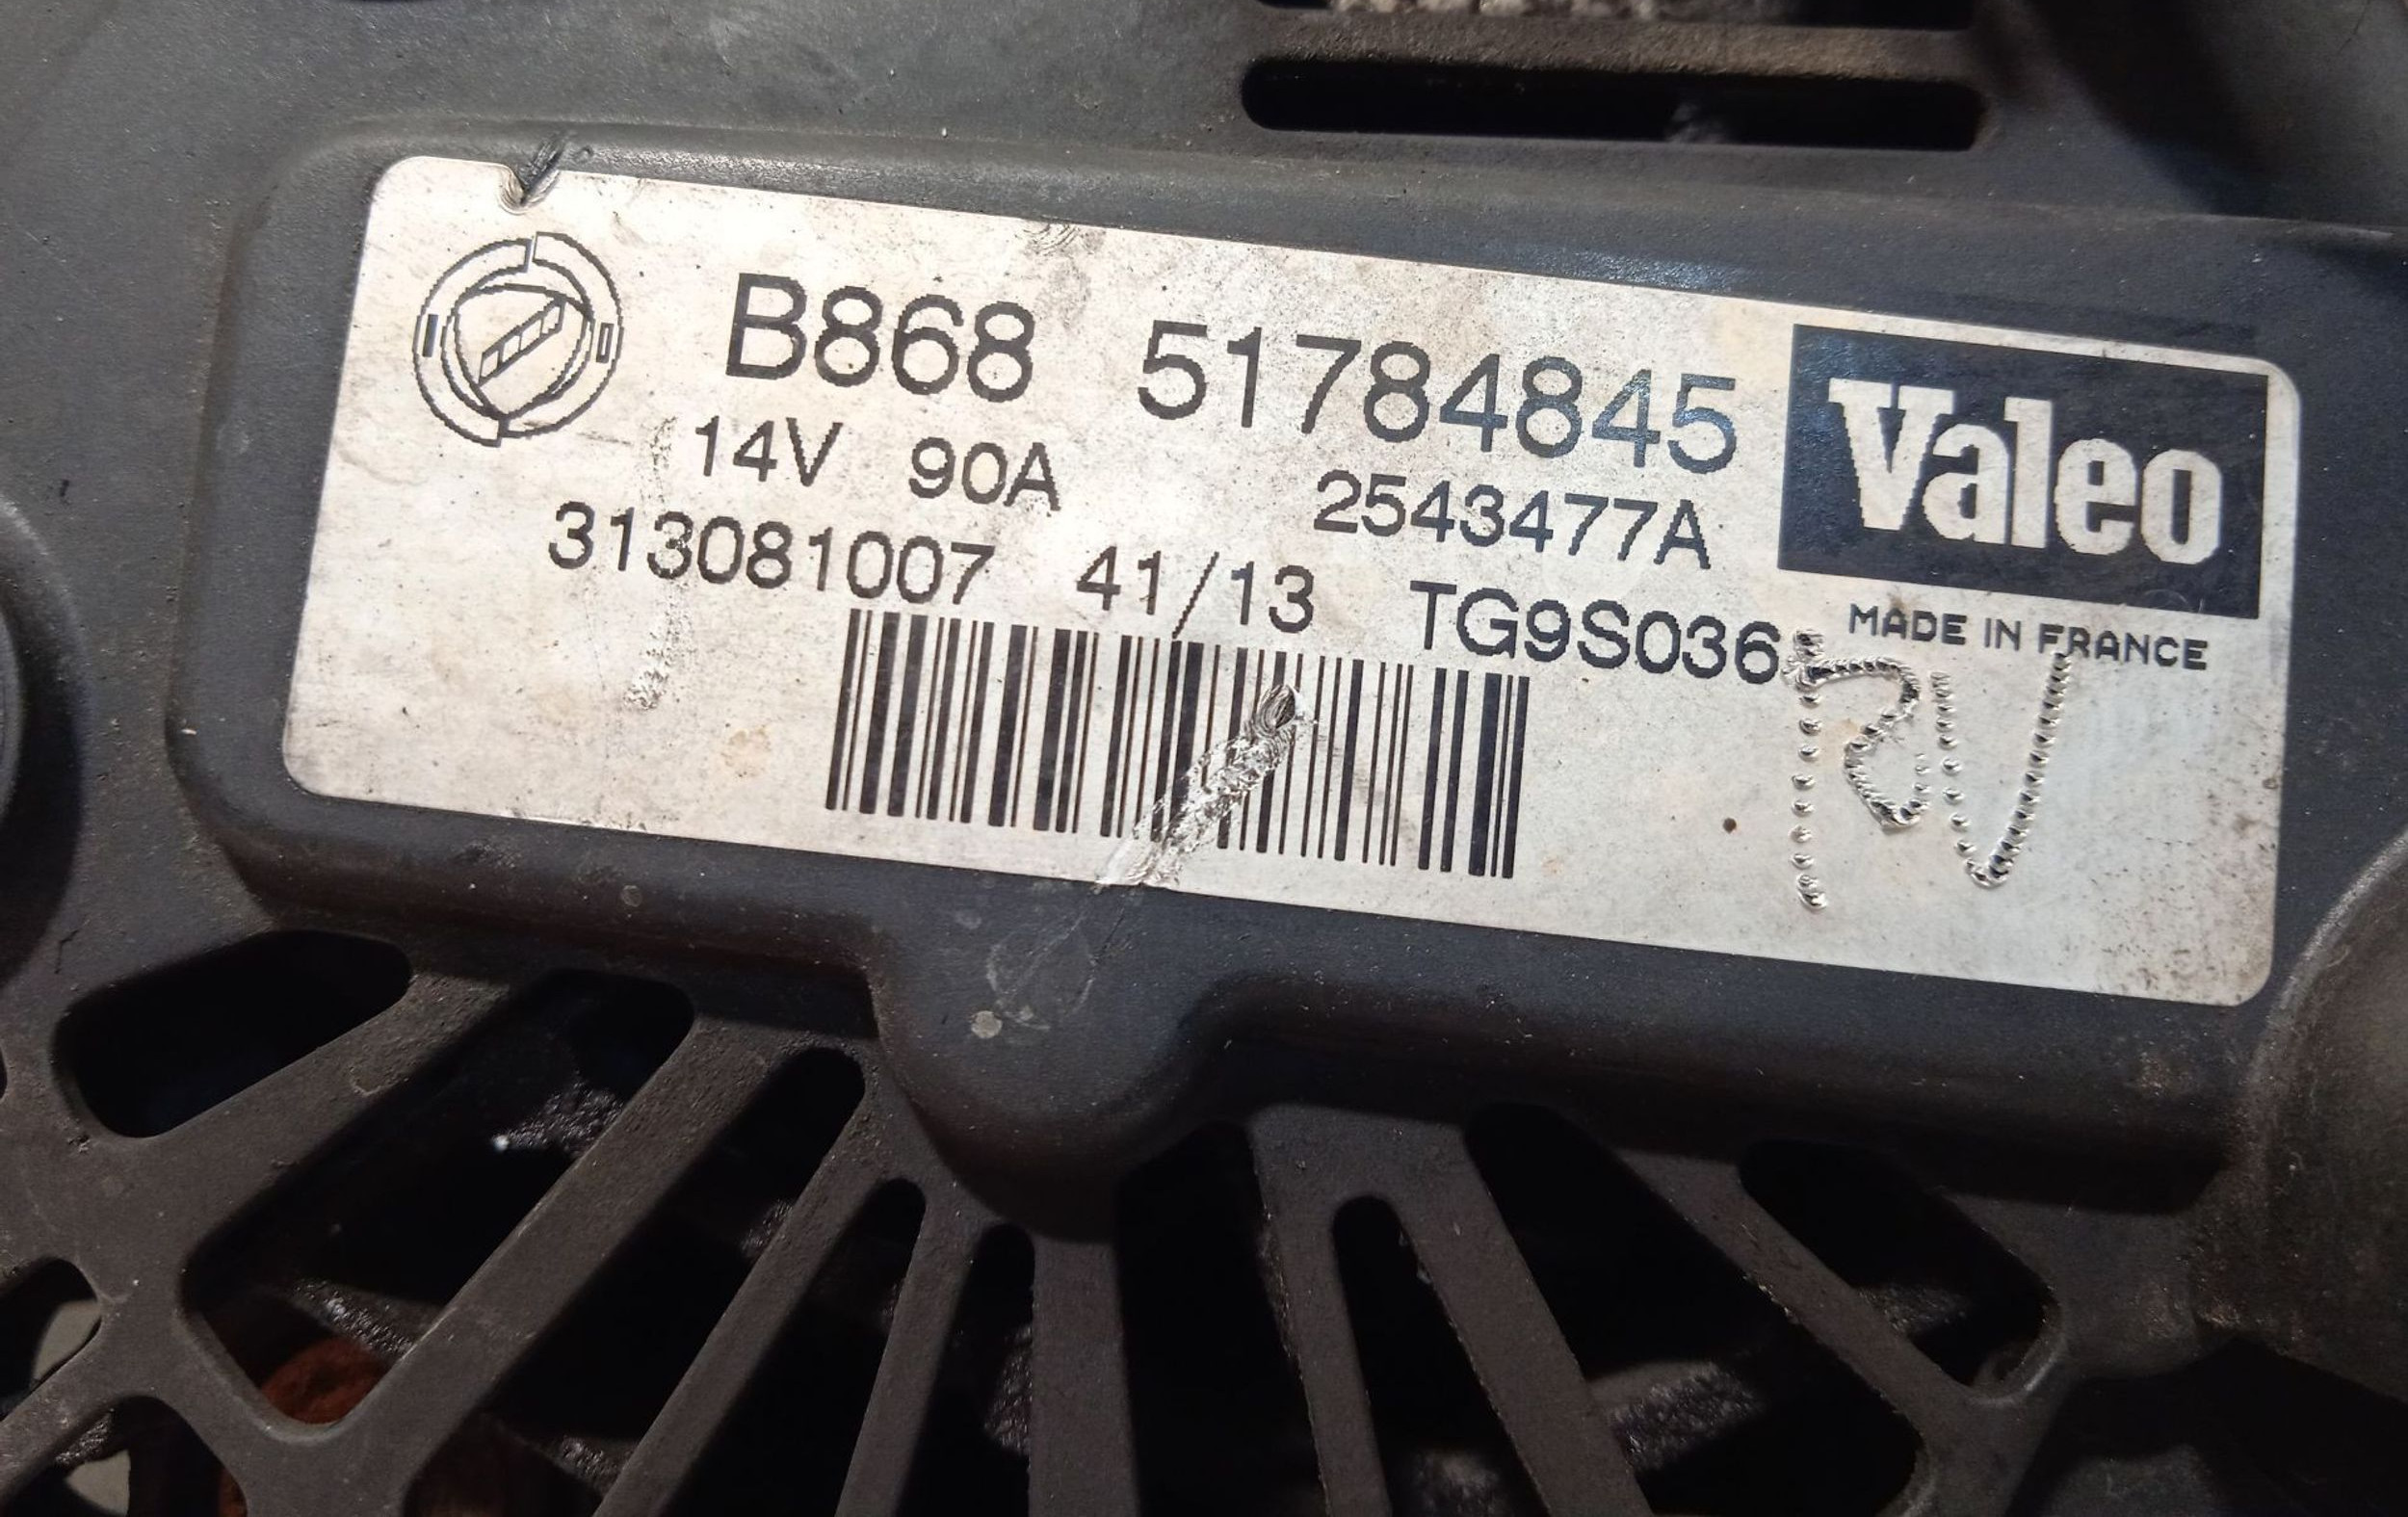 B868 51784845
Valeo
14V 90A 2543477A
313081007 41/13 TG9S036
MADE IN FRANCE